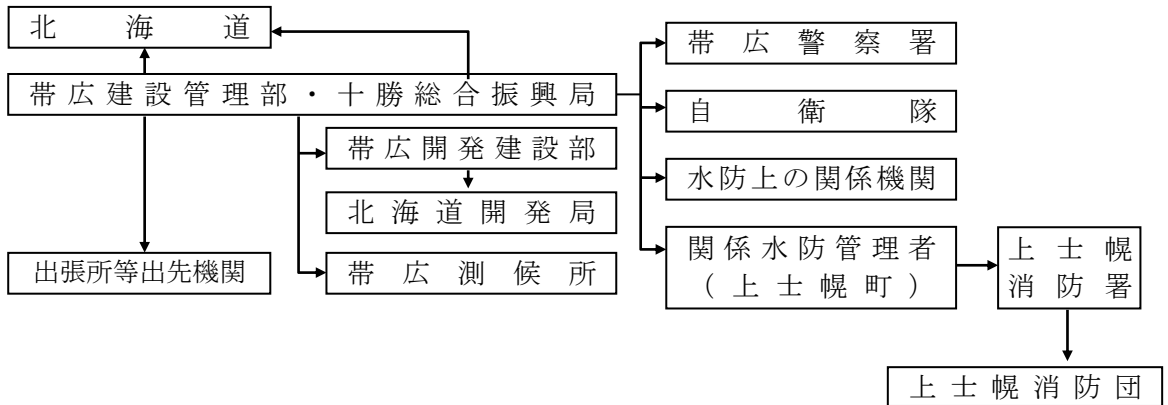 北海道
帯広警察署
帯広建設管理部・十勝総合振興局
自衛隊
帯広開発建設部
水防上の関係機関
北海道開発局
関係水防管理者
(上士幌町)
上士幌
消防署
出張所等出先機関
帯広測候所
上士幌消防団